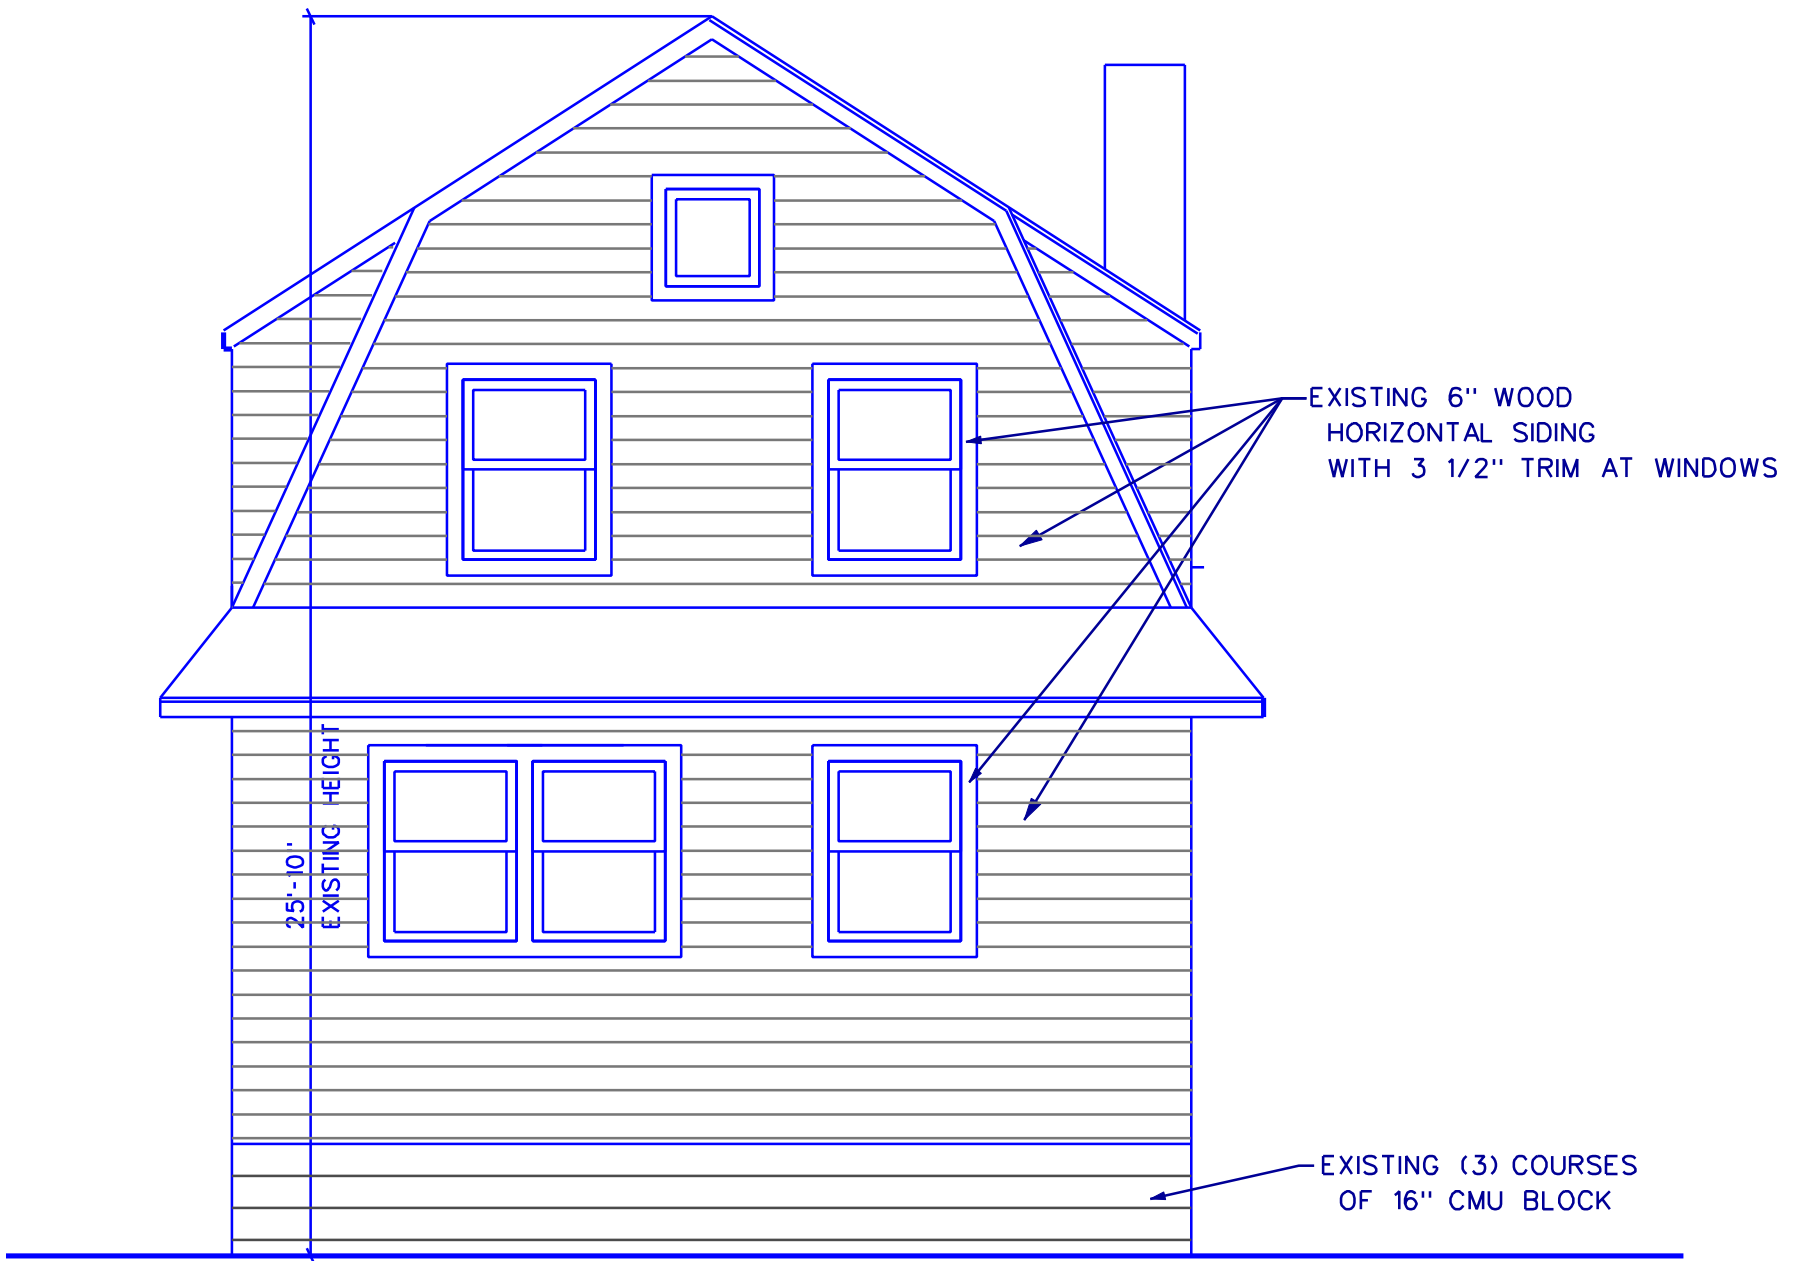 EXISTING 6" WOOD
HORIZONTAL SIDING
WITH 3 1/2" TRIM AT WINDOWS
25'-10"
EXISTING HEIGHT
EXISTING (3) COURSES
OF 16" CMU BLOCK